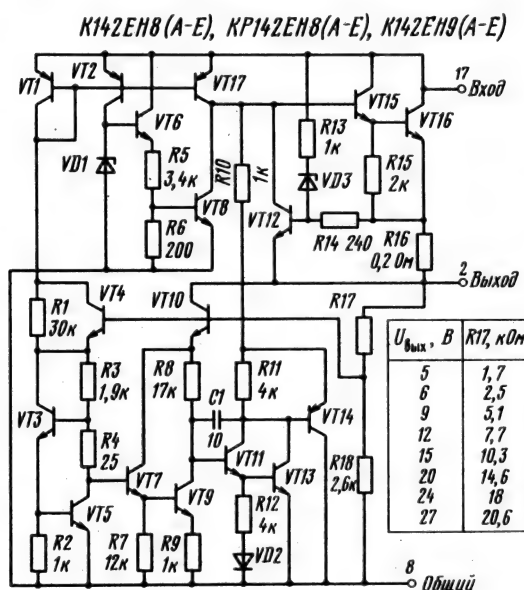 К142ЕН8(А-Е), КР142ЕН8(А-Е), К142ЕН9(А-Е)
VT1
VT2
VT17
VT6
VD1
R5
3,4к
R6
200
VT8
R10
1к
VT12
R13
1к
VD3
R14 240
VT15
VT16
R15
2к
R16
0,2 Ом
17
Вход
2
Выход
R1
30к
VT4
VT10
R17
VT3
R3
1,9к
R4
25
VT5
R2
1к
VT7
R7
12к
R8
17к
VT9
R9
1к
C1
10
R11
4к
VT11
R12
4к
VD2
VT13
VT14
R18
2,6к
8
Общий
Uвых, В R17, кОм
5 1,7
6 2,5
9 5,1
12 7,7
15 10,3
20 14,6
24 18
27 20,6